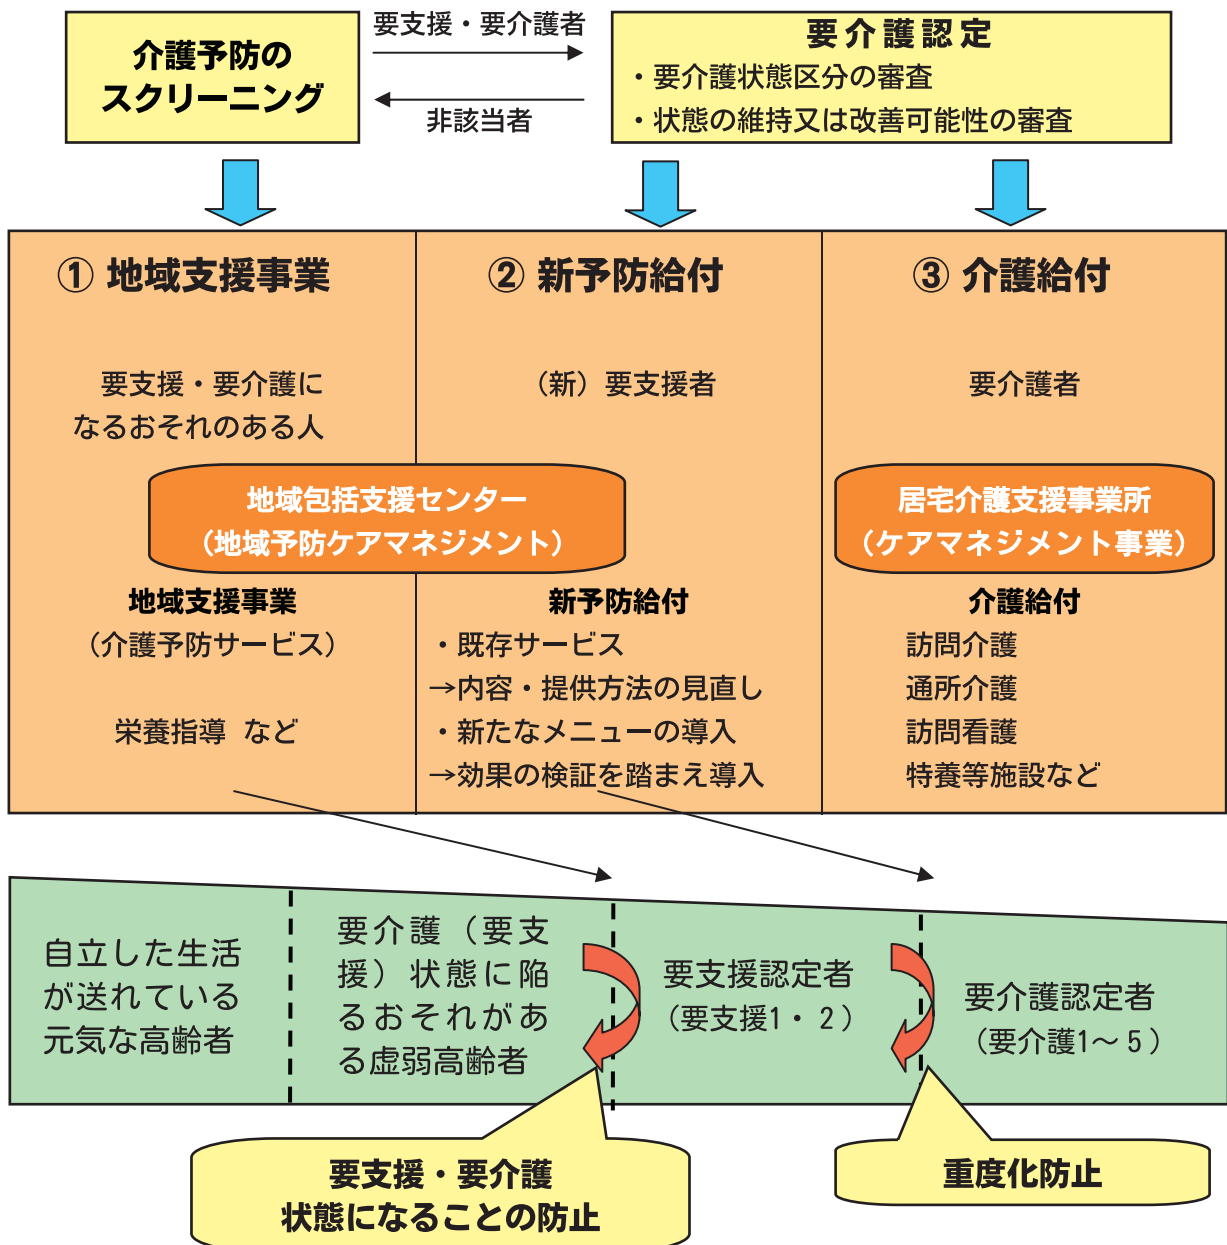 介護予防の
スクリーニング
要支援・要介護者
非該当者
要介護認定
・要介護状態区分の審査
・状態の維持又は改善可能性の審査
① 地域支援事業
要支援・要介護に
なるおそれのある人
② 新予防給付
（新）要支援者
③ 介護給付
要介護者
地域包括支援センター
（地域予防ケアマネジメント）
居宅介護支援事業所
（ケアマネジメント事業）
地域支援事業
（介護予防サービス）
栄養指導 など
新予防給付
・既存サービス
→内容・提供方法の見直し
・新たなメニューの導入
→効果の検証を踏まえ導入
介護給付
訪問介護
通所介護
訪問看護
特養等施設など
自立した生活
が送れている
元気な高齢者
要介護（要支
援）状態に陥
るおそれがあ
る虚弱高齢者
要支援認定者
（要支援1・2）
要介護認定者
（要介護1～5）
要支援・要介護
状態になることの防止
重度化防止